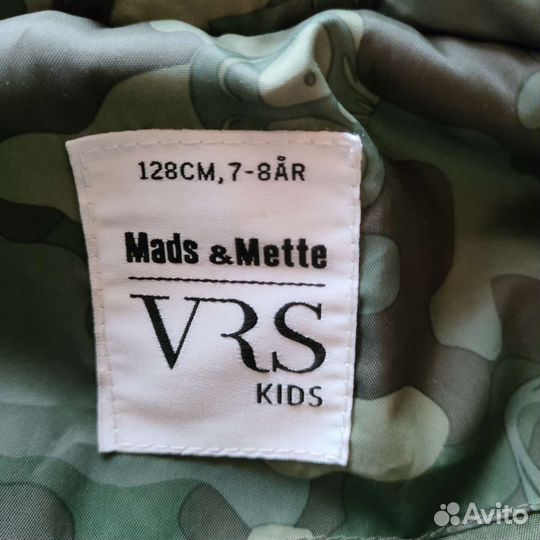 128CM, 7-8ÅR
Mads & Mette
VRS
KIDS
Avito